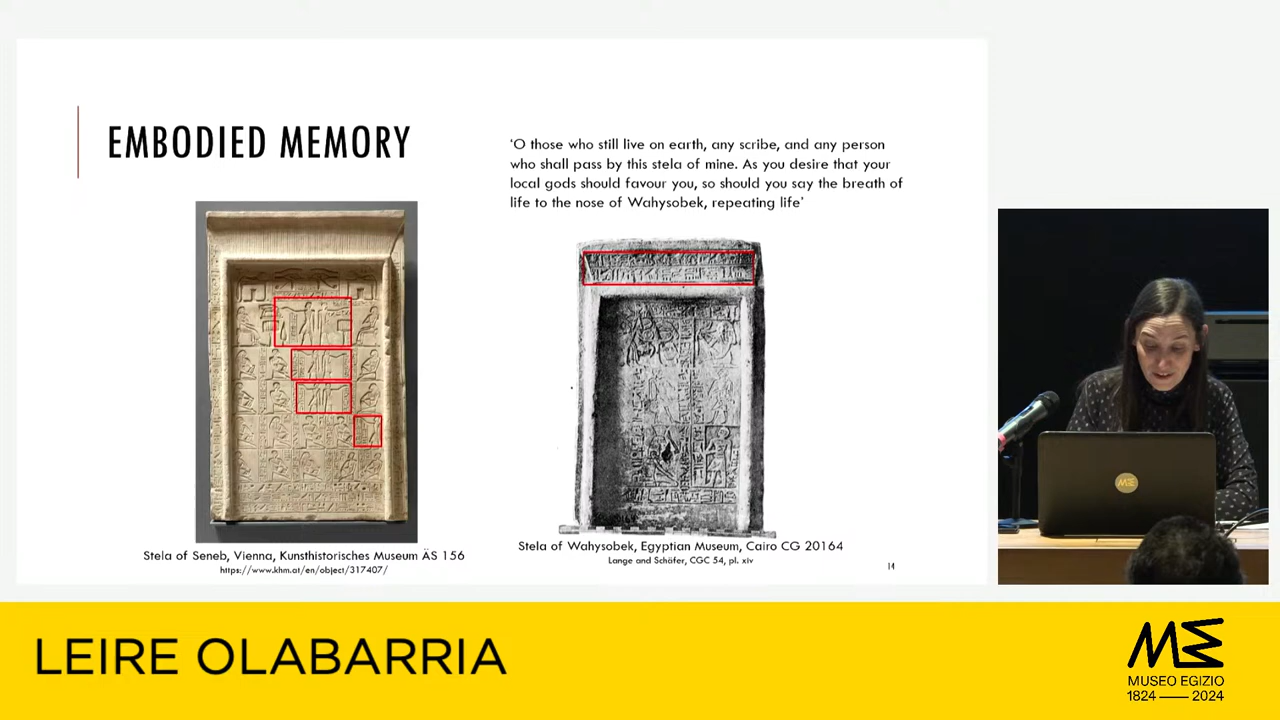 EMBODIED MEMORY
'O those who still live on earth, any scribe, and any person
who shall pass by this stela of mine. As you desire that your
local gods should favour you, so should you say the breath of
life to the nose of Wahysobek, repeating life'
Stela of Seneb, Vienna, Kunsthistorisches Museum ÄS 156
https://www.khm.at/en/object/317407/
Stela of Wahysobek, Egyptian Museum, Cairo CG 20164
Lange and Schäfer, CGC 54, pl. xiv
14
LEIRE OLABARRIA
MUSEO EGIZIO
1824 — 2024